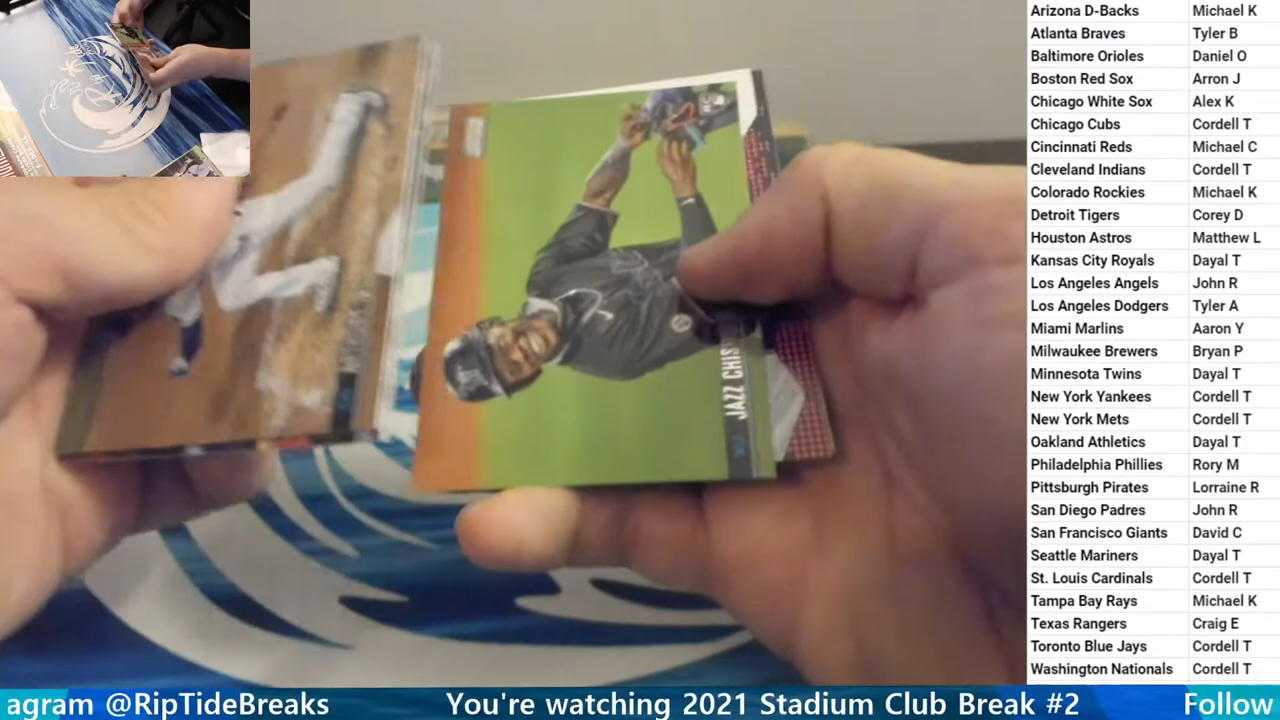 Arizona D-Backs Michael K
Atlanta Braves Tyler B
Baltimore Orioles Daniel O
Boston Red Sox Arron J
Chicago White Sox Alex K
Chicago Cubs Cordell T
Cincinnati Reds Michael C
Cleveland Indians Cordell T
Colorado Rockies Michael K
Detroit Tigers Corey D
Houston Astros Matthew L
Kansas City Royals Dayal T
Los Angeles Angels John R
Los Angeles Dodgers Tyler A
Miami Marlins Aaron Y
Milwaukee Brewers Bryan P
Minnesota Twins Dayal T
New York Yankees Cordell T
New York Mets Cordell T
Oakland Athletics Dayal T
Philadelphia Phillies Rory M
Pittsburgh Pirates Lorraine R
San Diego Padres John R
San Francisco Giants David C
Seattle Mariners Dayal T
St. Louis Cardinals Cordell T
Tampa Bay Rays Michael K
Texas Rangers Craig E
Toronto Blue Jays Cordell T
Washington Nationals Cordell T
JAZZ CHIS
agram @RipTideBreaks You're watching 2021 Stadium Club Break #2 Follow